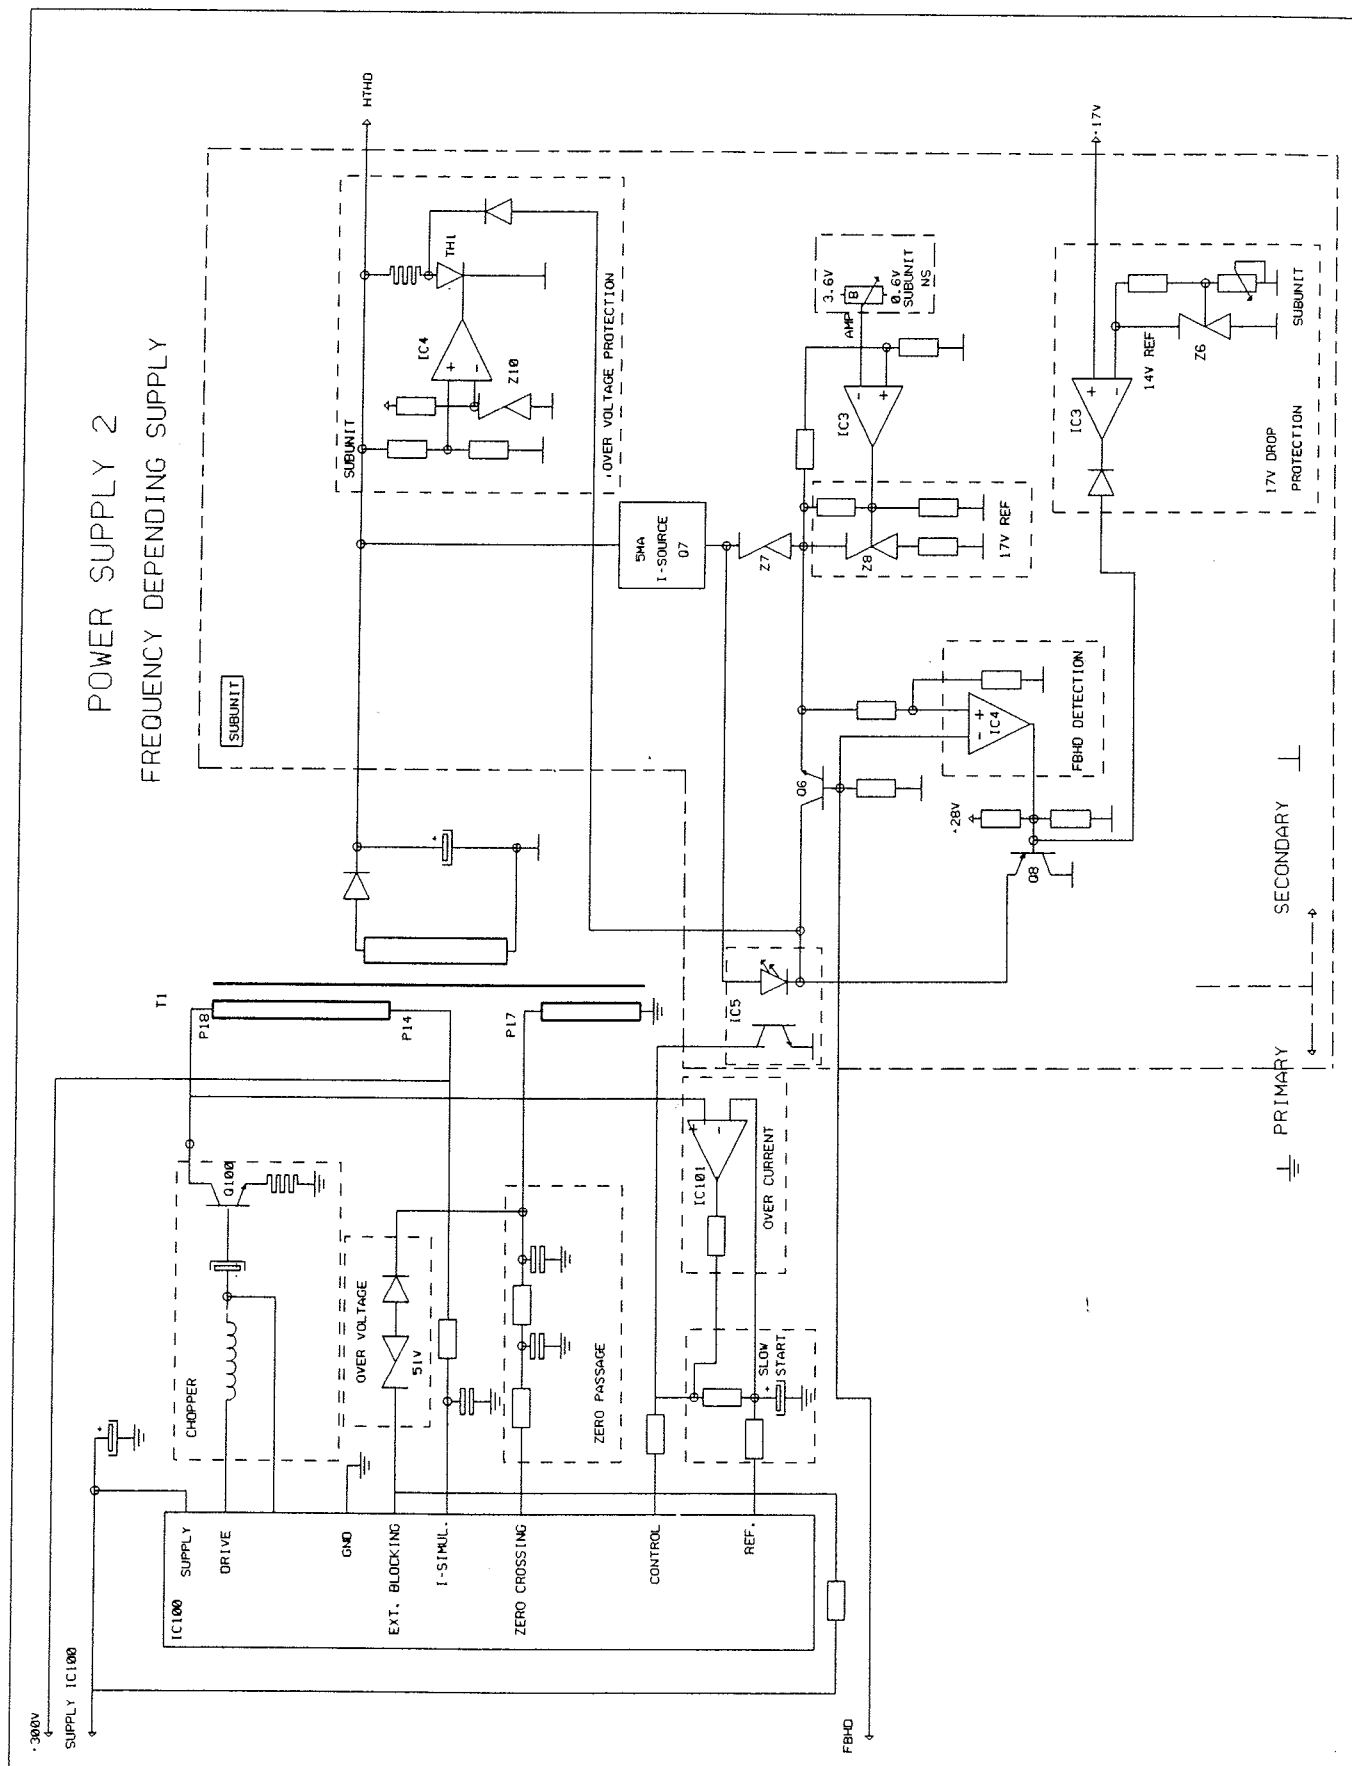 POWER SUPPLY 2
FREQUENCY DEPENDING SUPPLY
·300V
SUPPLY IC100
IC100
SUPPLY
DRIVE
GND
EXT. BLOCKING
I-SIMUL.
ZERO CROSSING
CONTROL
REF.
FBHD
CHOPPER
Q100
OVER VOLTAGE
51V
ZERO PASSAGE
SLOW
START
+
IC101
+
-
OVER CURRENT
+
T1
P18
P14
P17
IC5
+
SUBUNIT
HTHD
SUBUNIT
IC4
+
-
Z10
TH1
OVER VOLTAGE PROTECTION
5MA
I-SOURCE
Q7
Z7
Z8
17V REF
IC3
-
+
AMP
3.6V
B
0.6V
SUBUNIT
NS
Q6
+
-
IC4
FBHD DETECTION
·28V
Q8
·17V
IC3
+
-
14V REF
Z6
SUBUNIT
17V DROP
PROTECTION
PRIMARY
SECONDARY